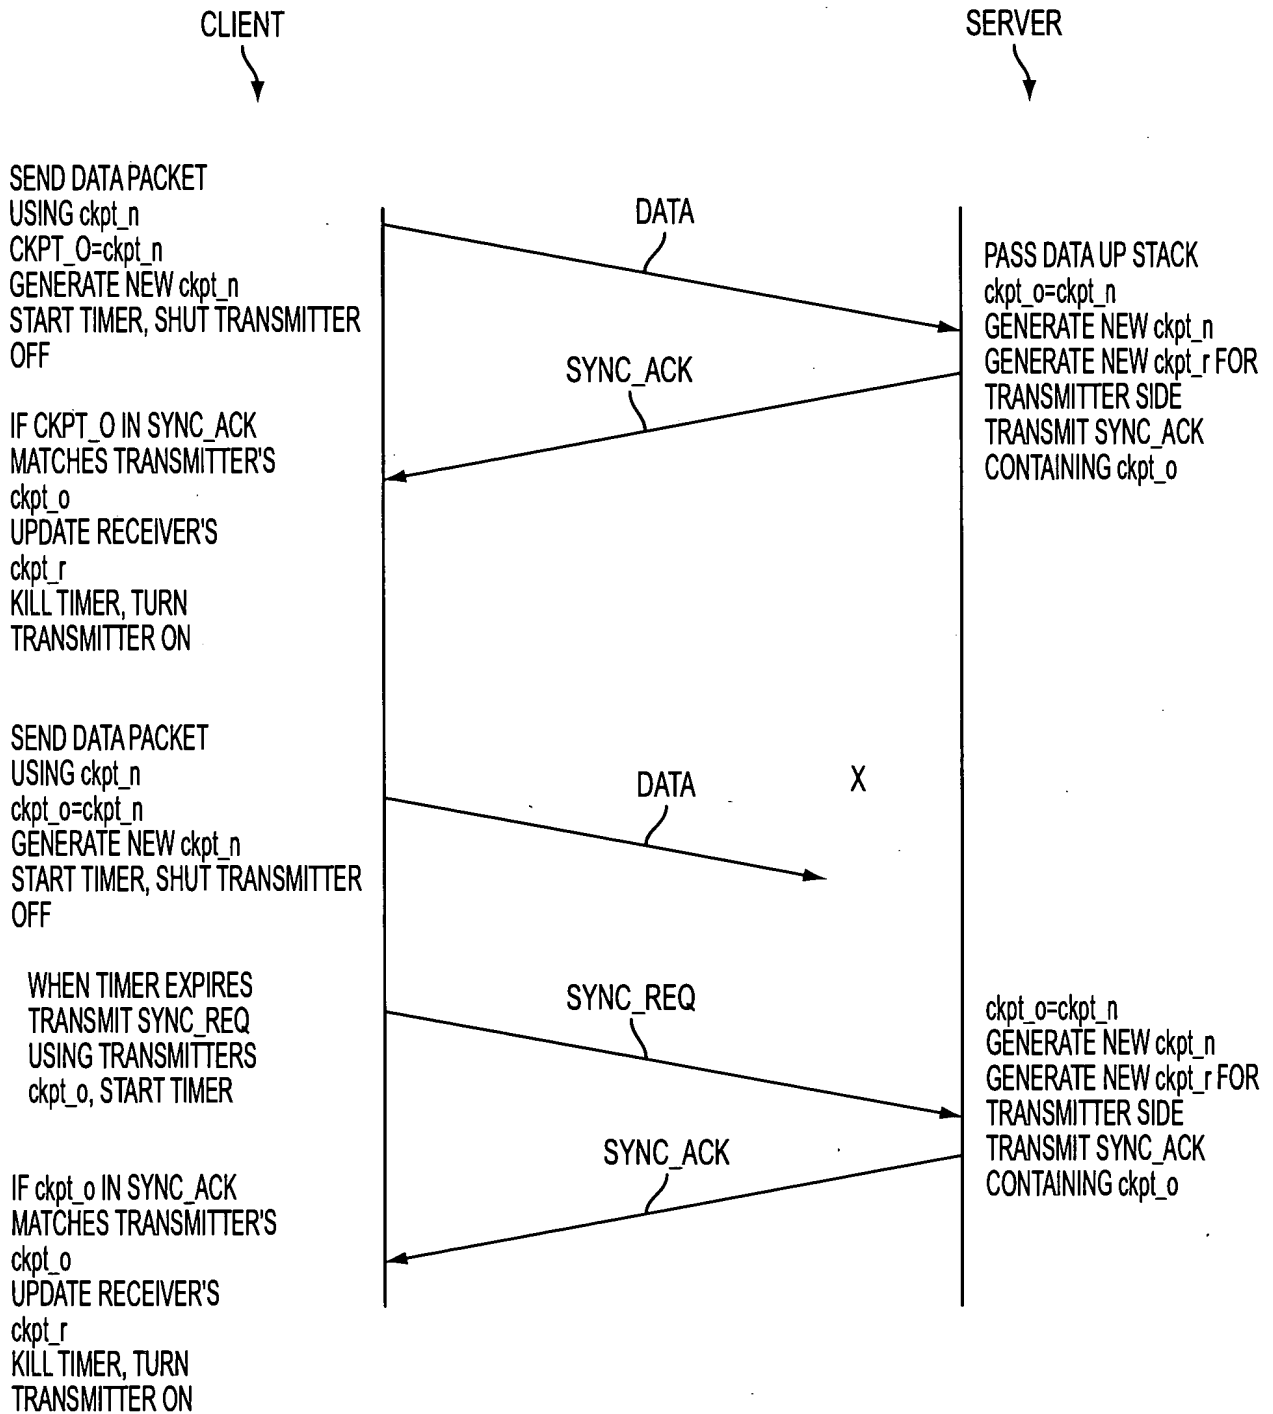 CLIENT
SERVER
SEND DATA PACKET
USING ckpt_n
CKPT_O=ckpt_n
GENERATE NEW ckpt_n
START TIMER, SHUT TRANSMITTER
OFF
DATA
PASS DATA UP STACK
ckpt_o=ckpt_n
GENERATE NEW ckpt_n
GENERATE NEW ckpt_r FOR
TRANSMITTER SIDE
TRANSMIT SYNC_ACK
CONTAINING ckpt_o
SYNC_ACK
IF CKPT_O IN SYNC_ACK
MATCHES TRANSMITTER'S
ckpt_o
UPDATE RECEIVER'S
ckpt_r
KILL TIMER, TURN
TRANSMITTER ON
SEND DATA PACKET
USING ckpt_n
ckpt_o=ckpt_n
GENERATE NEW ckpt_n
START TIMER, SHUT TRANSMITTER
OFF
DATA
X
WHEN TIMER EXPIRES
TRANSMIT SYNC_REQ
USING TRANSMITTERS
ckpt_o, START TIMER
SYNC_REQ
ckpt_o=ckpt_n
GENERATE NEW ckpt_n
GENERATE NEW ckpt_r FOR
TRANSMITTER SIDE
TRANSMIT SYNC_ACK
CONTAINING ckpt_o
SYNC_ACK
IF ckpt_o IN SYNC_ACK
MATCHES TRANSMITTER'S
ckpt_o
UPDATE RECEIVER'S
ckpt_r
KILL TIMER, TURN
TRANSMITTER ON